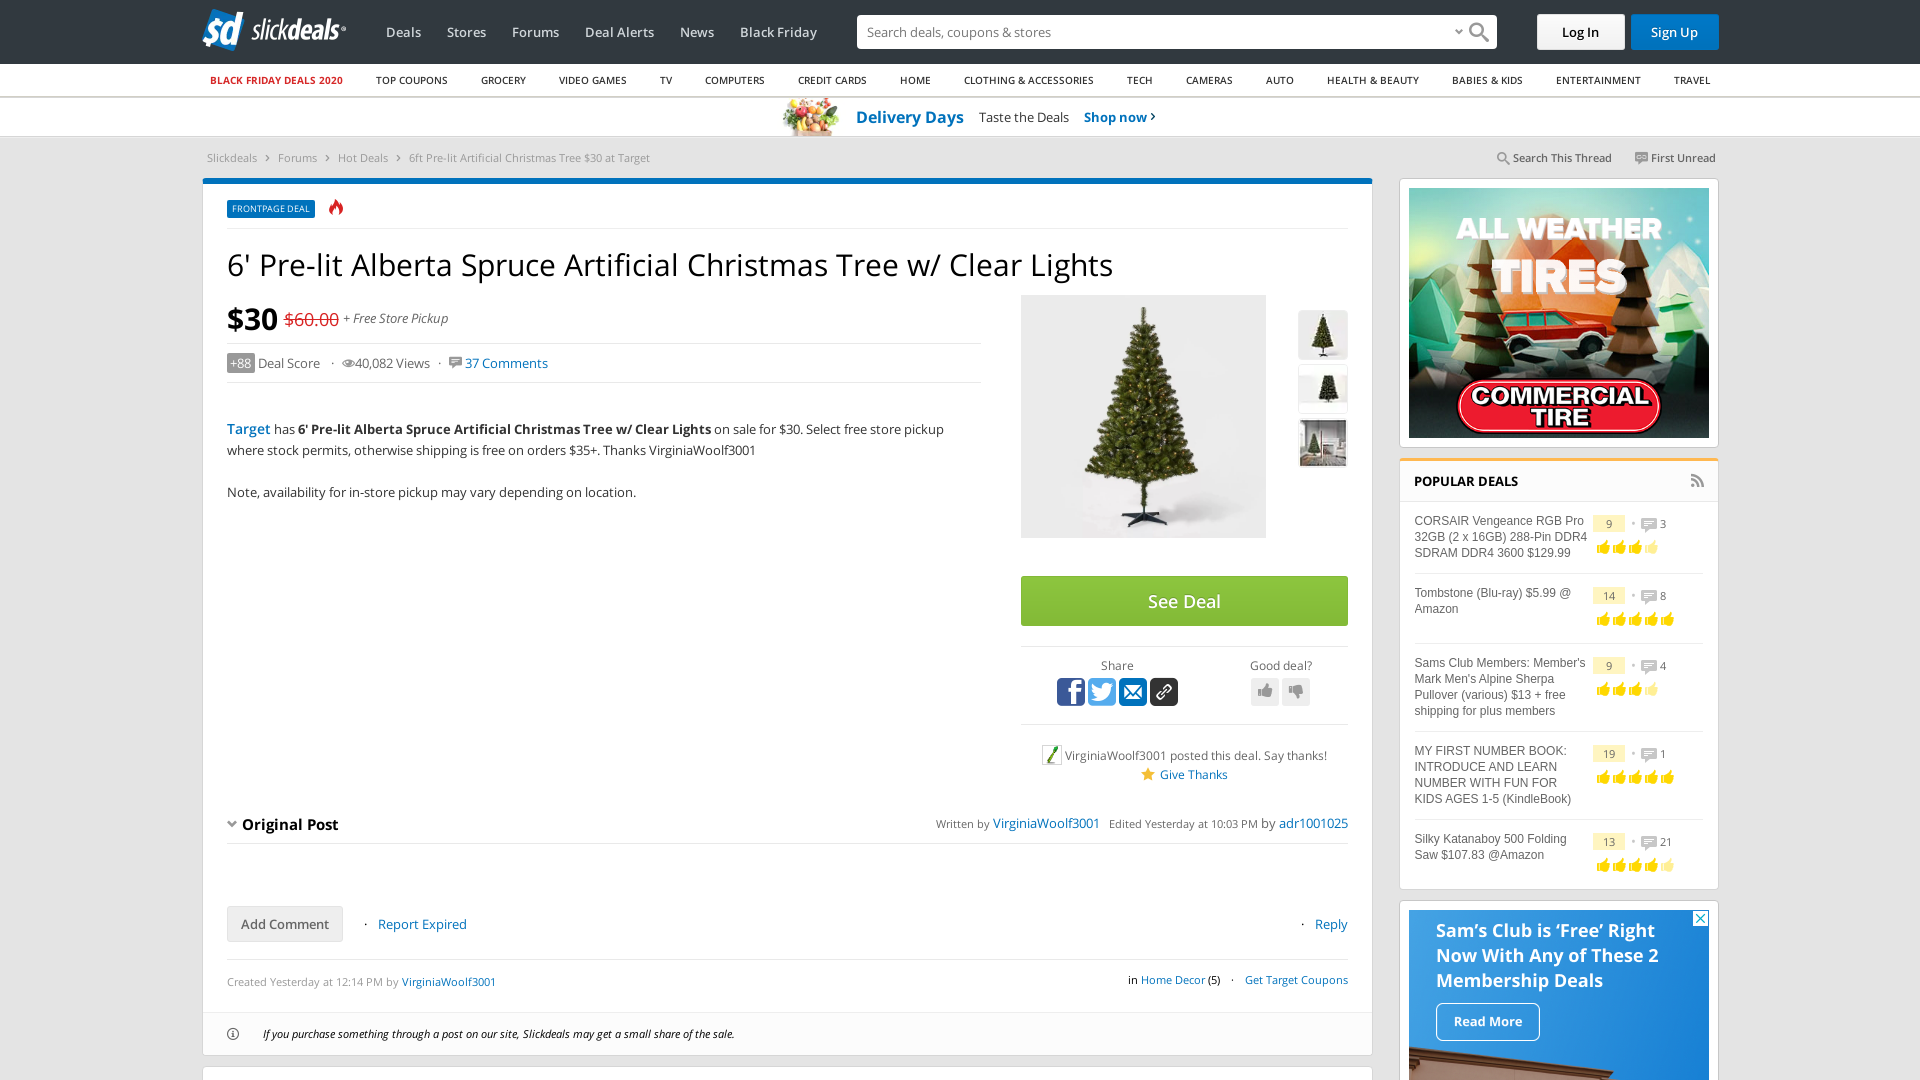 slickdeals
Deals
Stores
Forums
Deal Alerts
News
Black Friday
Search deals, coupons & stores
Log In
Sign Up
BLACK FRIDAY DEALS 2020
TOP COUPONS
GROCERY
VIDEO GAMES
TV
COMPUTERS
CREDIT CARDS
HOME
CLOTHING & ACCESSORIES
TECH
CAMERAS
AUTO
HEALTH & BEAUTY
BABIES & KIDS
ENTERTAINMENT
TRAVEL
Delivery Days Taste the Deals Shop now ›
Slickdeals › Forums › Hot Deals › 6ft Pre-lit Artificial Christmas Tree $30 at Target
Search This Thread
First Unread
FRONTPAGE DEAL
6' Pre-lit Alberta Spruce Artificial Christmas Tree w/ Clear Lights
$30 $60.00 + Free Store Pickup
+88 Deal Score · 40,082 Views · 37 Comments
Target has 6' Pre-lit Alberta Spruce Artificial Christmas Tree w/ Clear Lights on sale for $30. Select free store pickup
where stock permits, otherwise shipping is free on orders $35+. Thanks VirginiaWoolf3001
Note, availability for in-store pickup may vary depending on location.
See Deal
Share
Good deal?
VirginiaWoolf3001 posted this deal. Say thanks!
Give Thanks
Original Post
Written by VirginiaWoolf3001 Edited Yesterday at 10:03 PM by adr1001025
Add Comment · Report Expired
· Reply
Created Yesterday at 12:14 PM by VirginiaWoolf3001
in Home Decor (5) · Get Target Coupons
If you purchase something through a post on our site, Slickdeals may get a small share of the sale.
ALL WEATHER
TIRES
COMMERCIAL
TIRE
POPULAR DEALS
CORSAIR Vengeance RGB Pro
32GB (2 x 16GB) 288-Pin DDR4
SDRAM DDR4 3600 $129.99
9 • 3
Tombstone (Blu-ray) $5.99 @
Amazon
14 • 8
Sams Club Members: Member's
Mark Men's Alpine Sherpa
Pullover (various) $13 + free
shipping for plus members
9 • 4
MY FIRST NUMBER BOOK:
INTRODUCE AND LEARN
NUMBER WITH FUN FOR
KIDS AGES 1-5 (KindleBook)
19 • 1
Silky Katanaboy 500 Folding
Saw $107.83 @Amazon
13 • 21
Sam's Club is ‘Free’ Right
Now With Any of These 2
Membership Deals
Read More